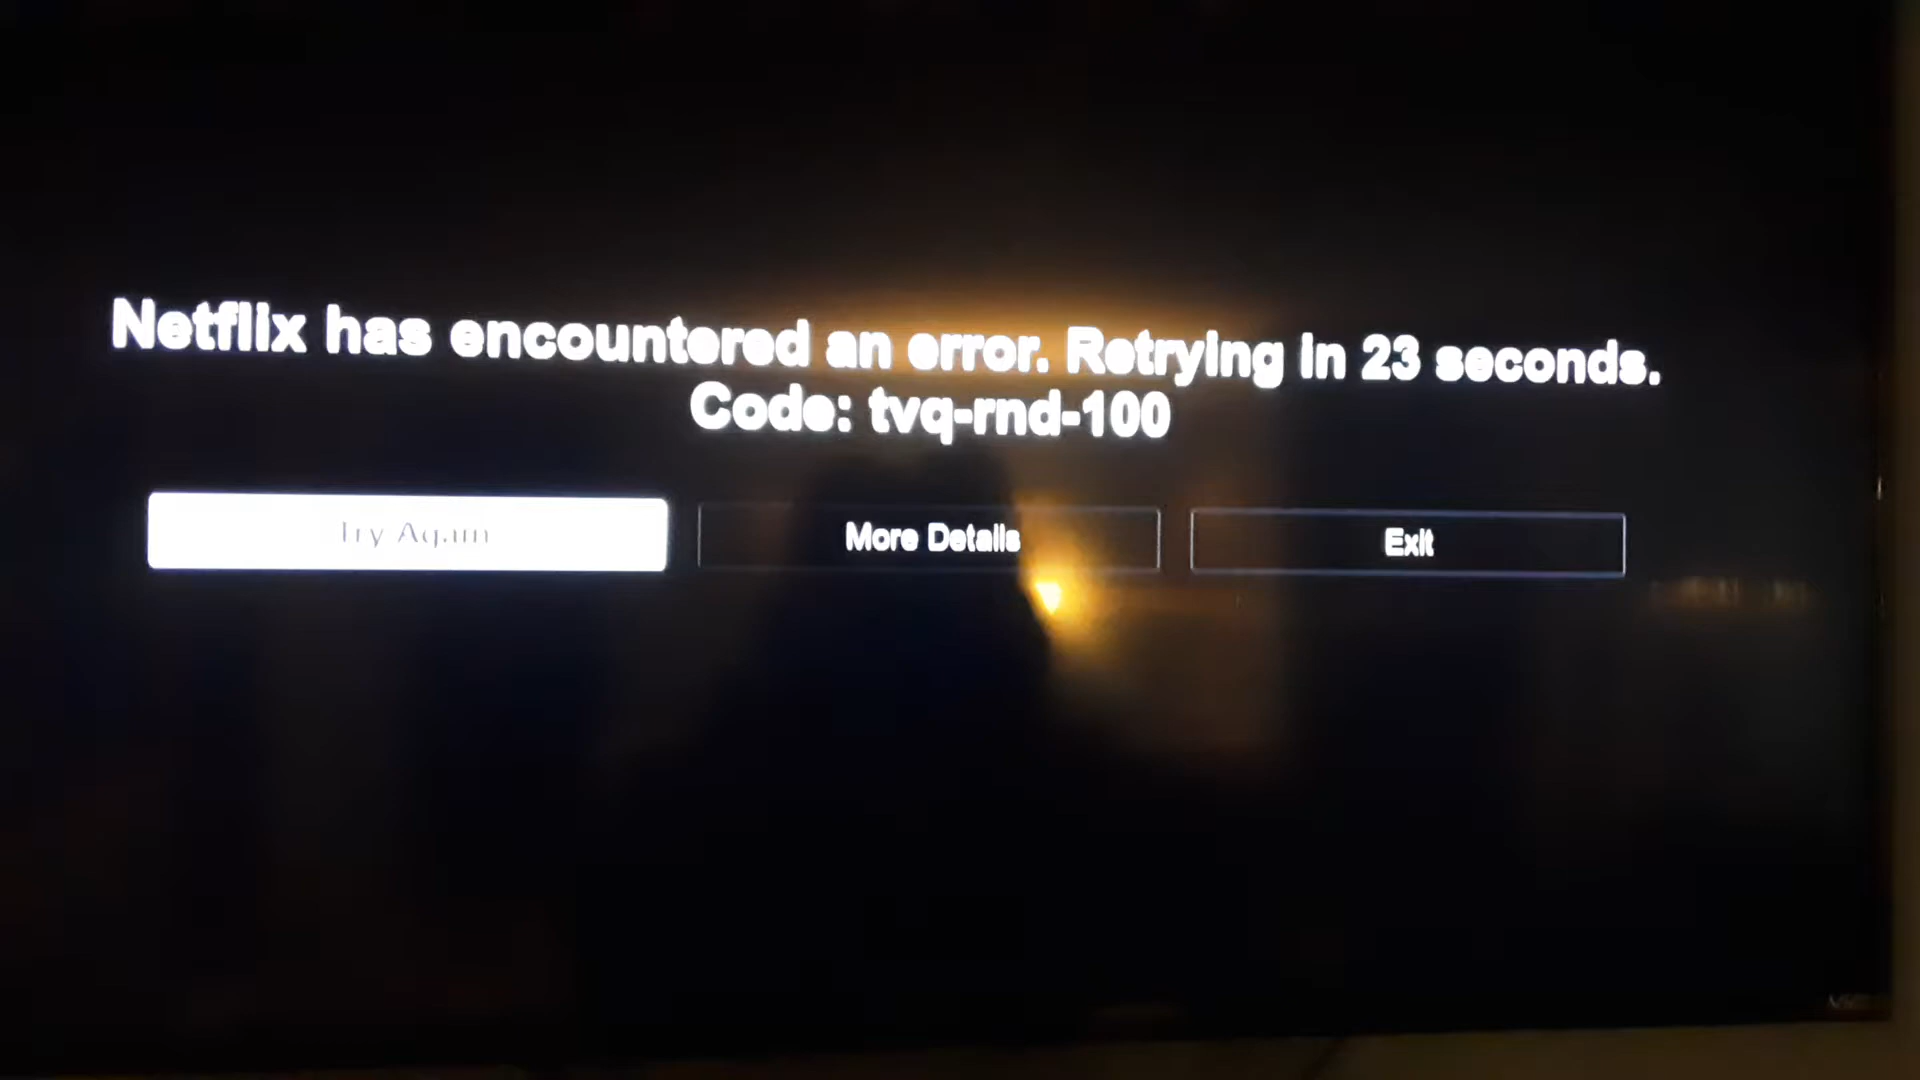 Netflix has encountered an error. Retrying in 23 seconds.
Code: tvq-rnd-100
Try Again
More Details
Exit